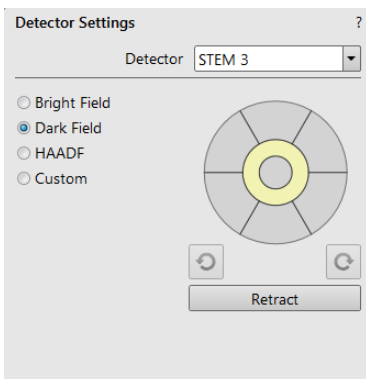 Detector Settings ?
Detector STEM 3
Bright Field
Dark Field
HAADF
Custom
Retract